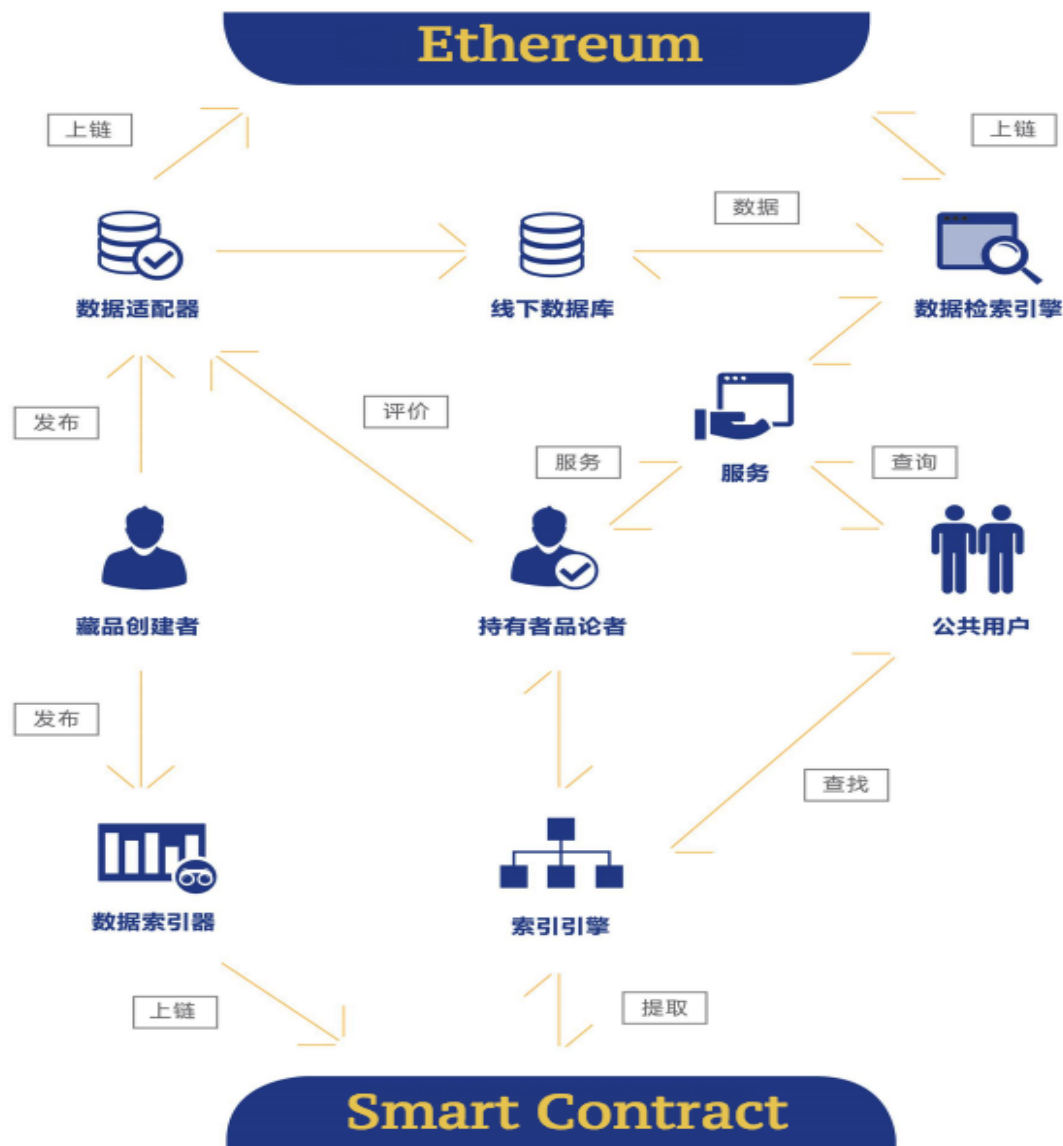 Ethereum
上链
上链
数据
数据适配器
线下数据库
数据检索引擎
发布
评价
服务
服务
查询
藏品创建者
持有者品论者
公共用户
发布
查找
数据索引器
索引引擎
上链
提取
Smart Contract